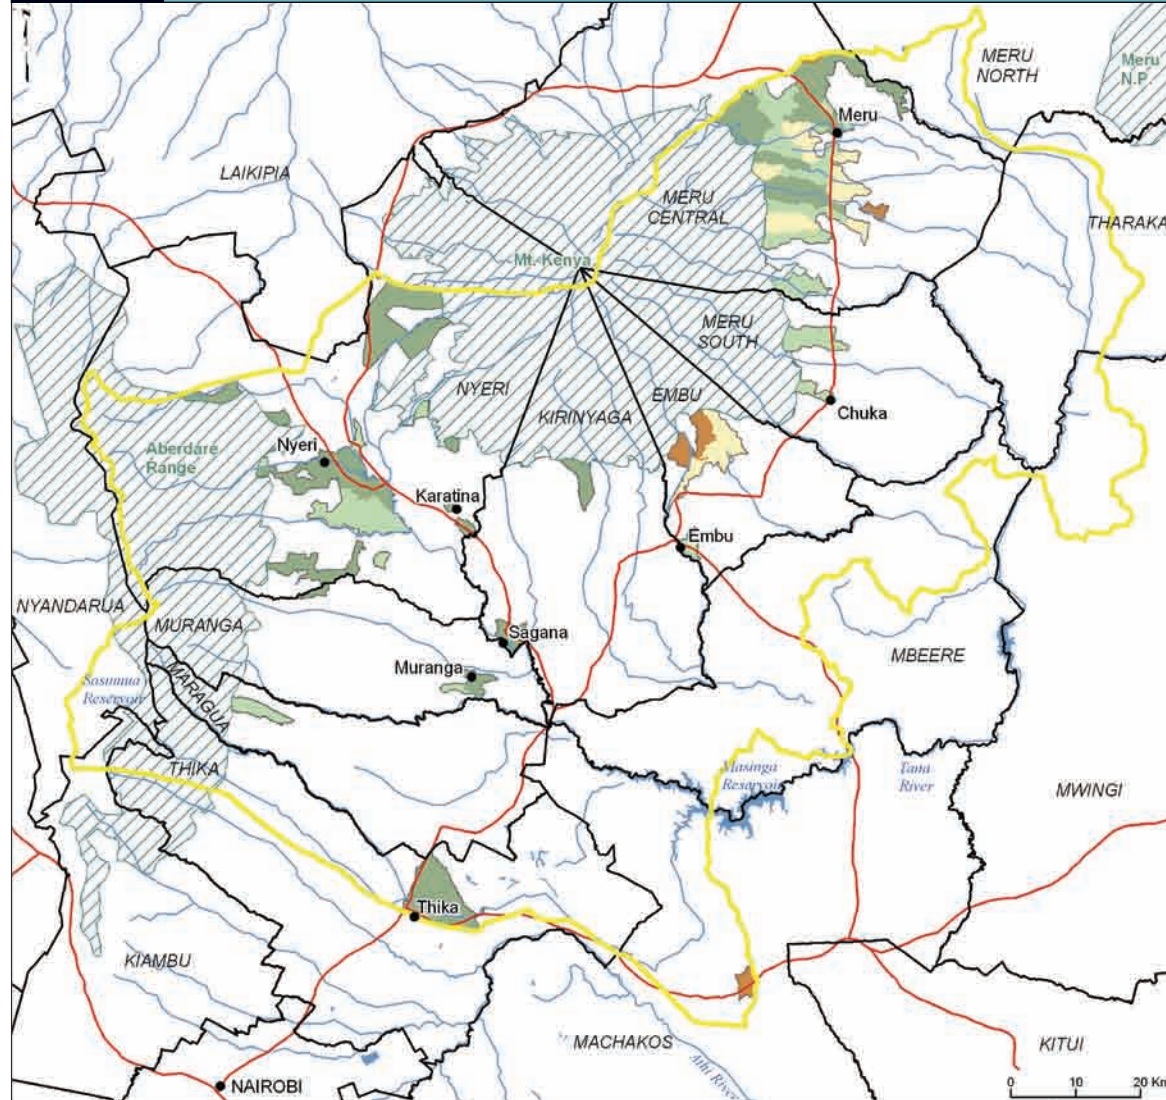 MERU
NORTH
Meru
N.P.
Meru
LAIKIPIA
MERU
CENTRAL
THARAKA
Mt. Kenya
MERU
SOUTH
NYERI
EMBU
KIRINYAGA
Chuka
Aberdare
Range
Nyeri
Karatina
Embu
NYANDARUA
MURANGA
Sagana
MBEERE
Muranga
MARAGUA
Sasumua
Reservoir
THIKA
Masinga
Reservoir
Tana
River
MWINGI
Thika
KIAMBU
MACHAKOS
KITUI
Athi River
NAIROBI
0 10 20 Km